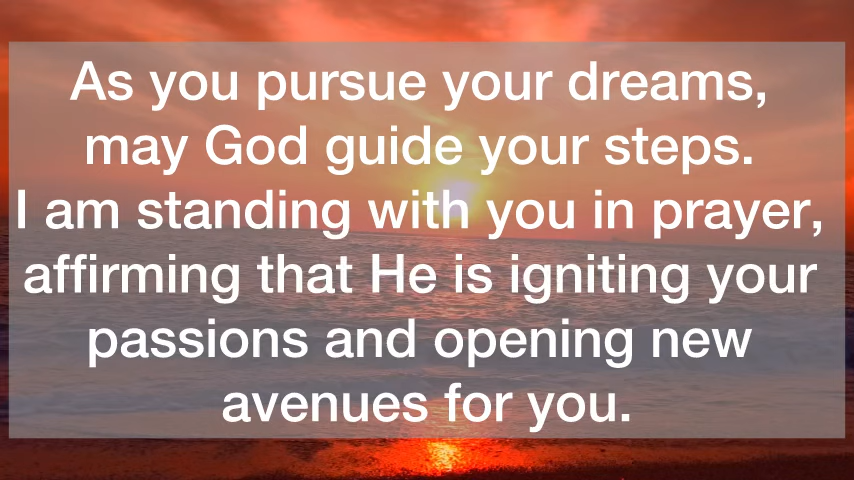 As you pursue your dreams,
may God guide your steps.
I am standing with you in prayer,
affirming that He is igniting your
passions and opening new
avenues for you.